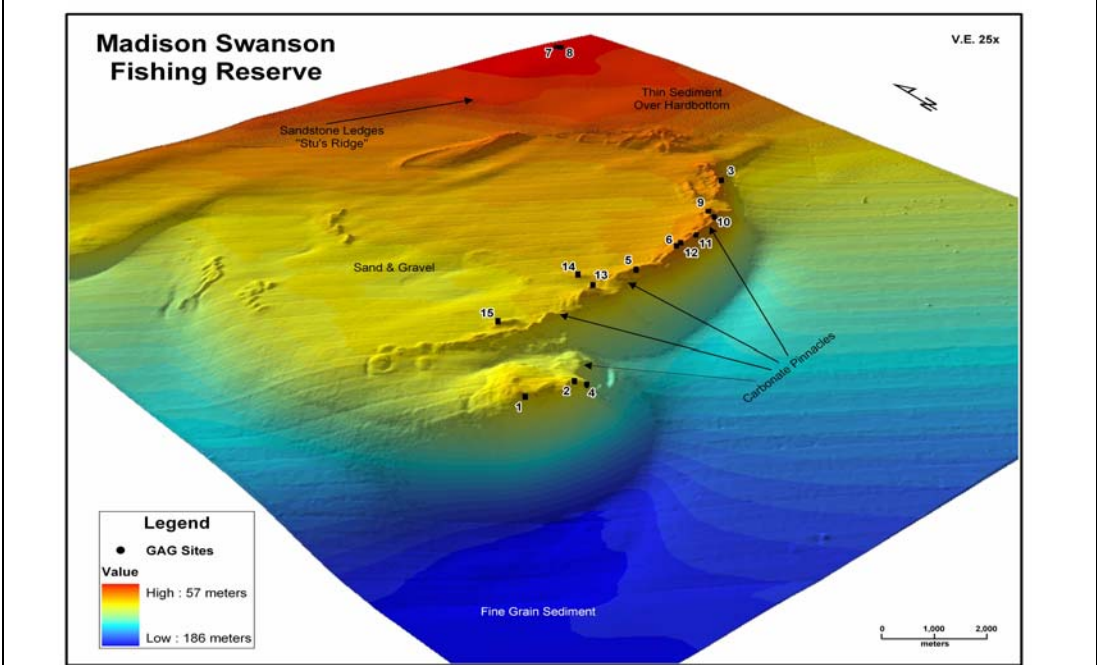 Madison Swanson
Fishing Reserve
V.E. 25x
N
7
8
Thin Sediment
Over Hardbottom
Sandstone Ledges
"Stu's Ridge"
3
9
10
11
6
12
Sand & Gravel
5
14
13
15
Carbonate Pinnacles
2
4
1
Legend
GAG Sites
Value
High : 57 meters
Low : 186 meters
Fine Grain Sediment
0 1,000 2,000
meters